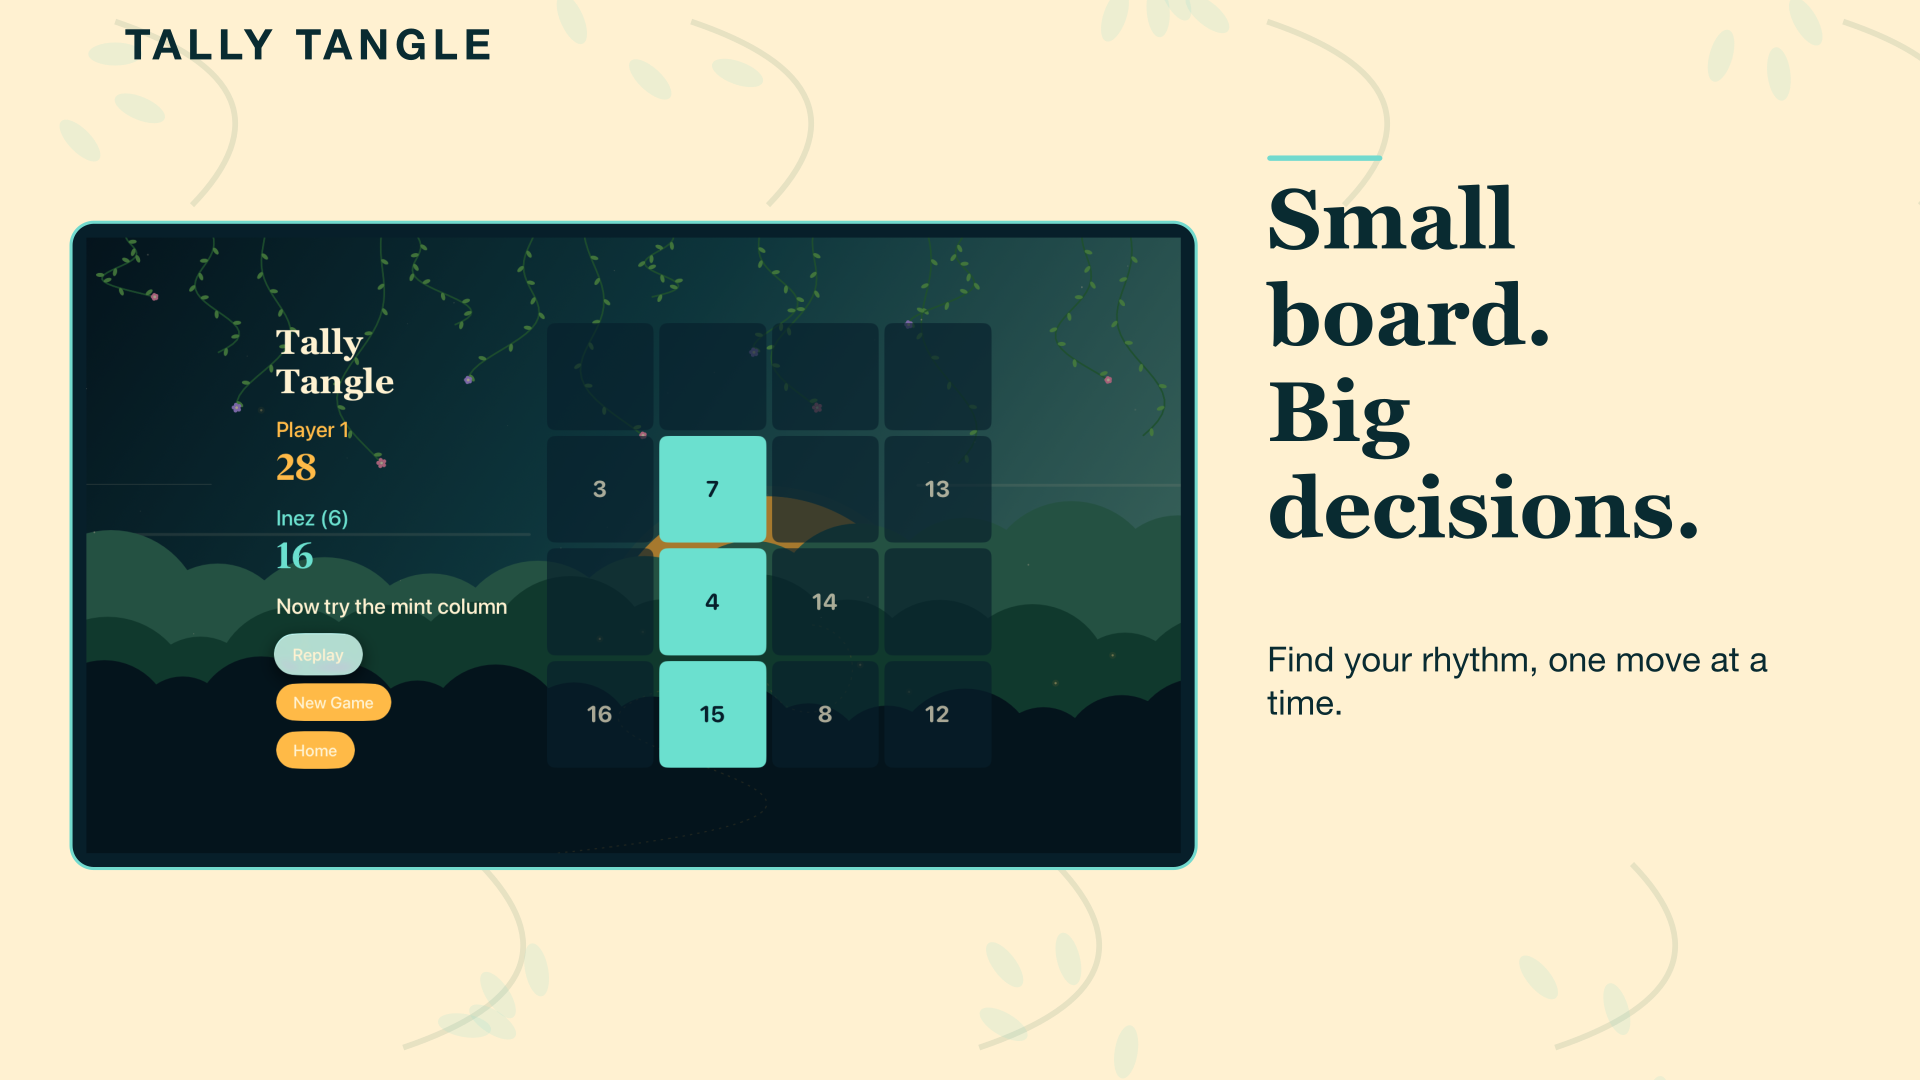 TALLY TANGLE
Tally
Tangle
Player 1
28
Inez (6)
16
Now try the mint column
Replay
New Game
Home
3 7 13
4 14
16 15 8 12
Small
board.
Big
decisions.
Find your rhythm, one move at a
time.